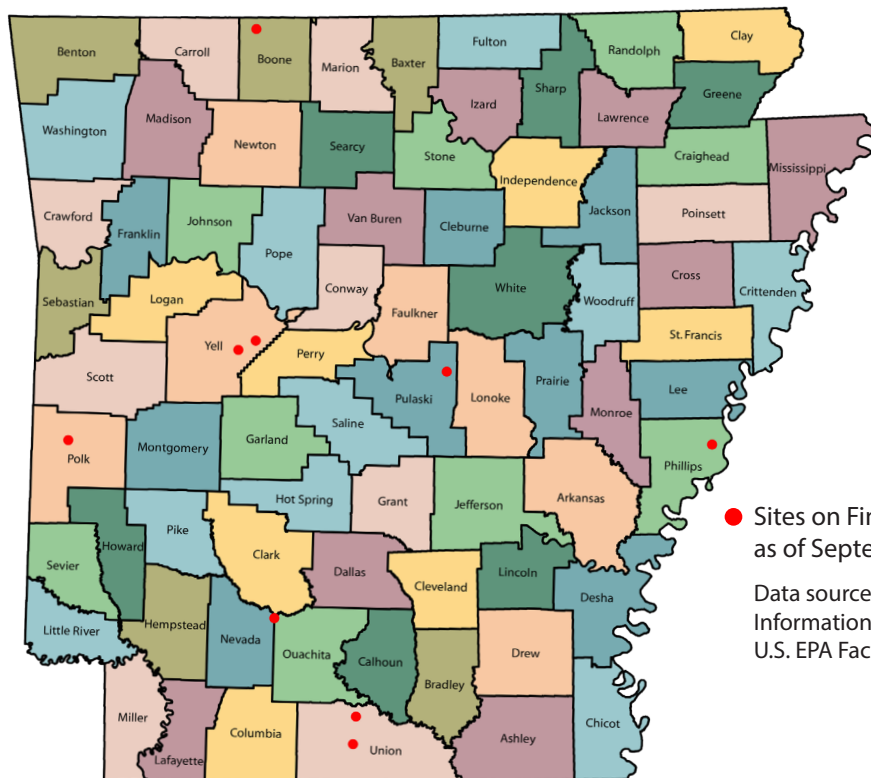 Benton
Carroll
Boone
Marion
Baxter
Fulton
Randolph
Clay
Washington
Madison
Newton
Searcy
Stone
Izard
Sharp
Lawrence
Greene
Independence
Craighead
Mississippi
Crawford
Franklin
Johnson
Pope
Van Buren
Cleburne
Jackson
Poinsett
Sebastian
Logan
Conway
Faulkner
White
Woodruff
Cross
Crittenden
Scott
Yell
Perry
Pulaski
Lonoke
Prairie
Monroe
St. Francis
Lee
Polk
Montgomery
Garland
Saline
Hot Spring
Grant
Jefferson
Arkansas
Phillips
Sevier
Howard
Pike
Clark
Dallas
Cleveland
Lincoln
Desha
Little River
Hempstead
Nevada
Ouachita
Calhoun
Bradley
Drew
Miller
Lafayette
Columbia
Union
Ashley
Chicot
Sites on Fin
as of Septe
Data source
Information
U.S. EPA Fac